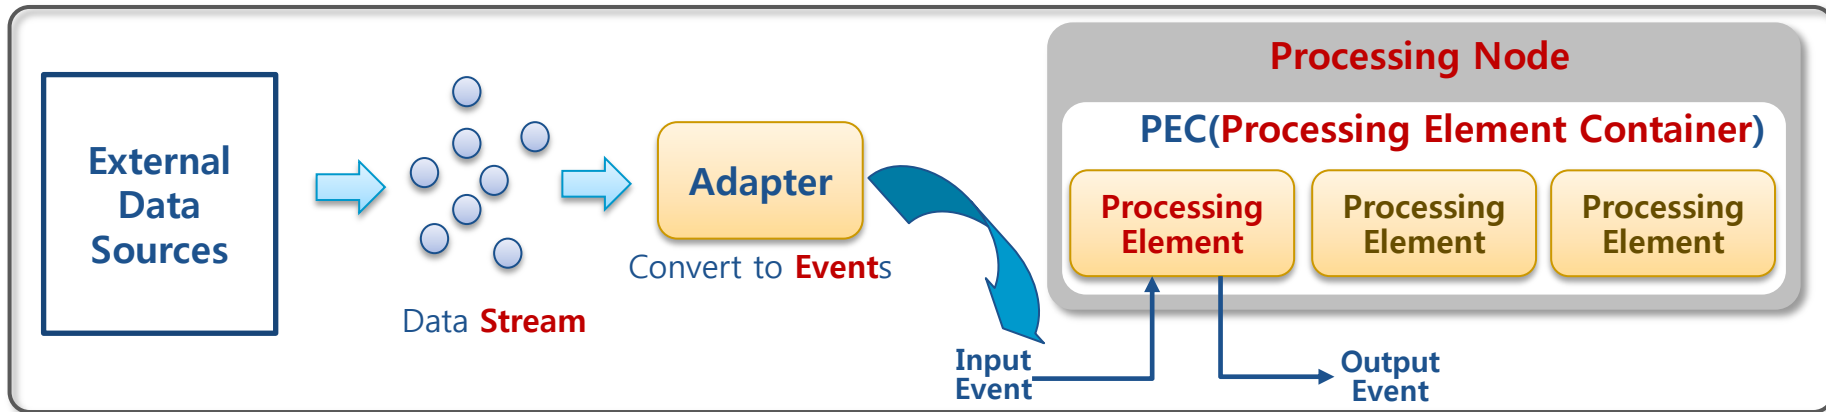 External
Data
Sources
Data Stream
Adapter
Convert to Events
Processing Node
PEC(Processing Element Container)
Processing
Element
Processing
Element
Processing
Element
Input
Event
Output
Event